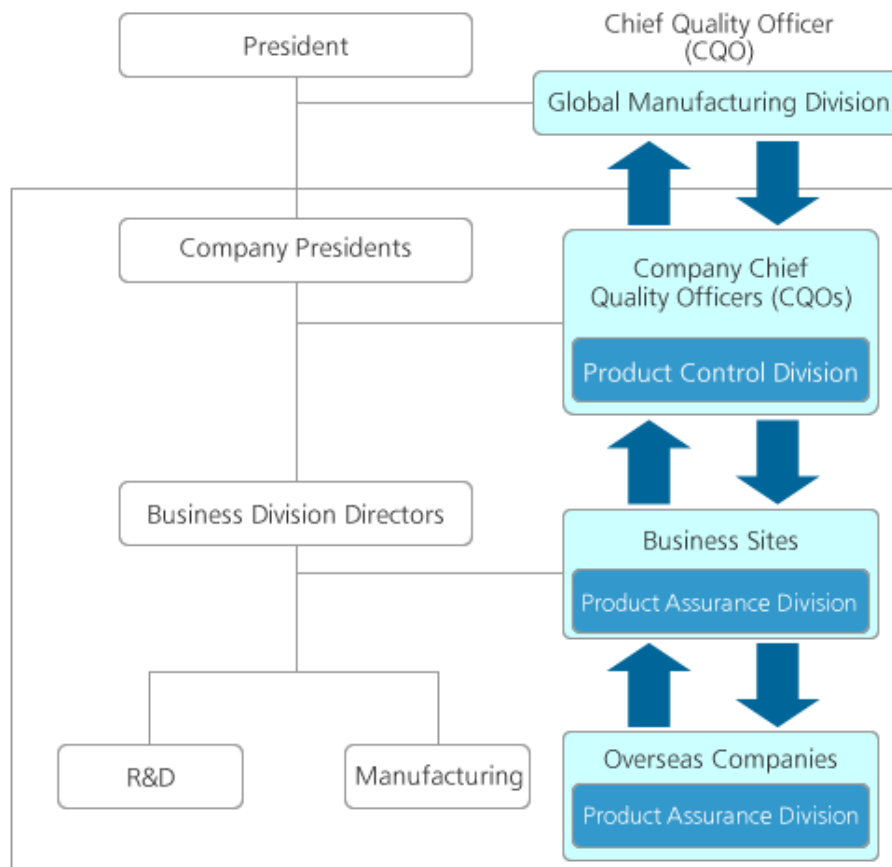 President
Chief Quality Officer
(CQO)
Global Manufacturing Division
Company Presidents
Company Chief
Quality Officers (CQOs)
Product Control Division
Business Division Directors
Business Sites
Product Assurance Division
R&D
Manufacturing
Overseas Companies
Product Assurance Division